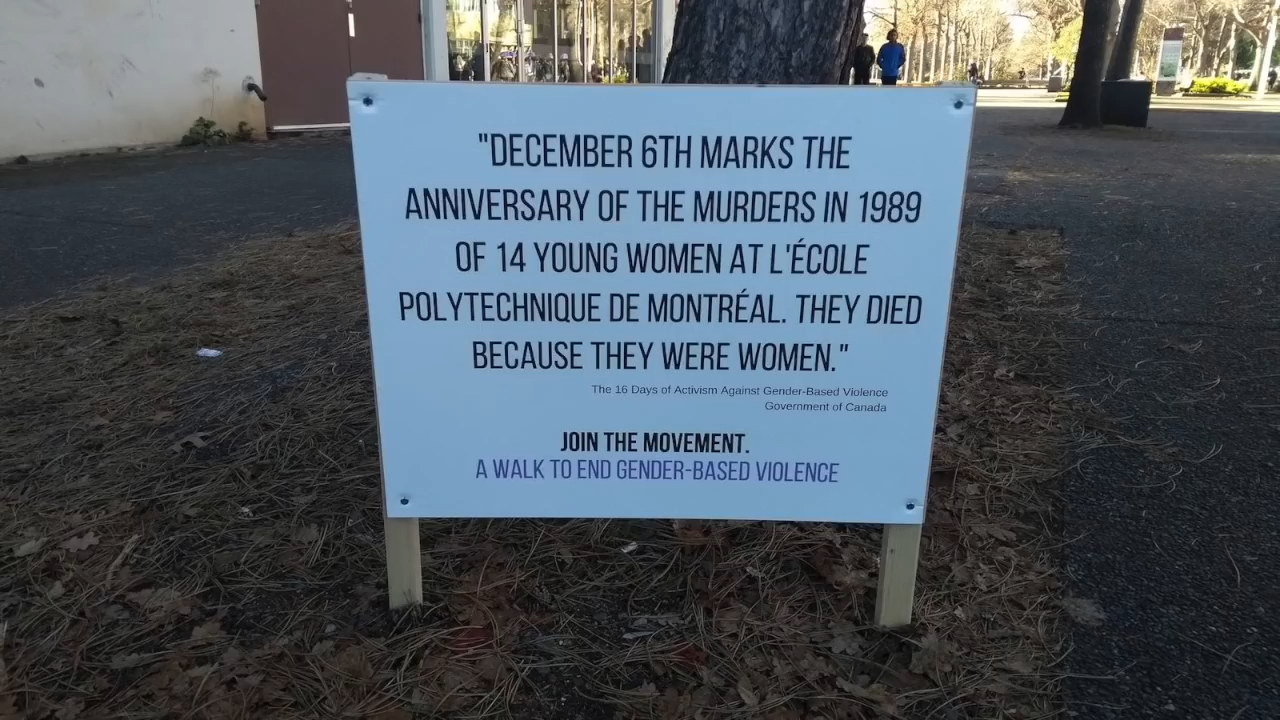 "DECEMBER 6TH MARKS THE
ANNIVERSARY OF THE MURDERS IN 1989
OF 14 YOUNG WOMEN AT L'ÉCOLE
POLYTECHNIQUE DE MONTRÉAL. THEY DIED
BECAUSE THEY WERE WOMEN."
The 16 Days of Activism Against Gender-Based Violence
Government of Canada
JOIN THE MOVEMENT.
A WALK TO END GENDER-BASED VIOLENCE